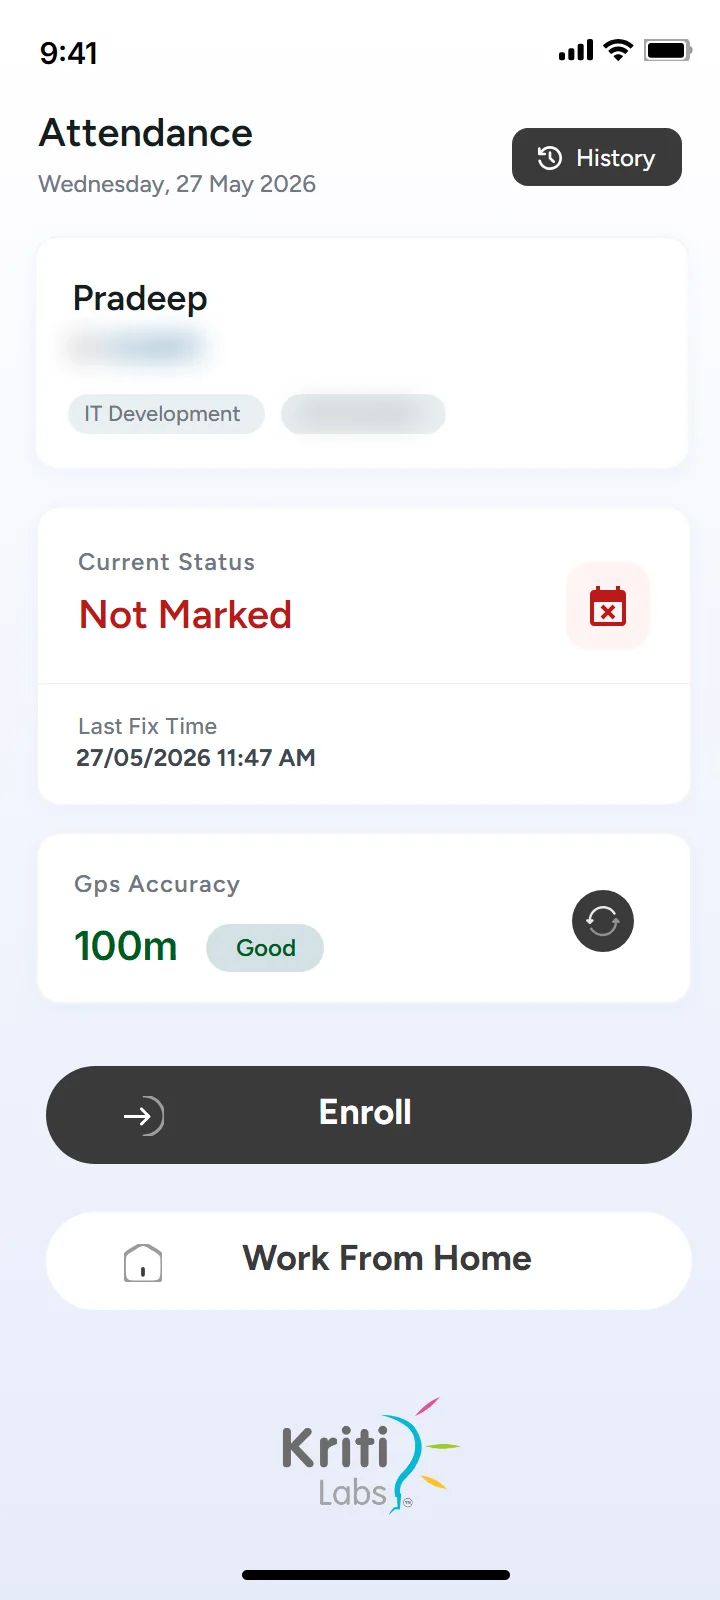 9:41
Attendance
Wednesday, 27 May 2026
History
Pradeep
IT Development
Current Status
Not Marked
Last Fix Time
27/05/2026 11:47 AM
Gps Accuracy
100m
Good
Enroll
Work From Home
Kriti
Labs
TM